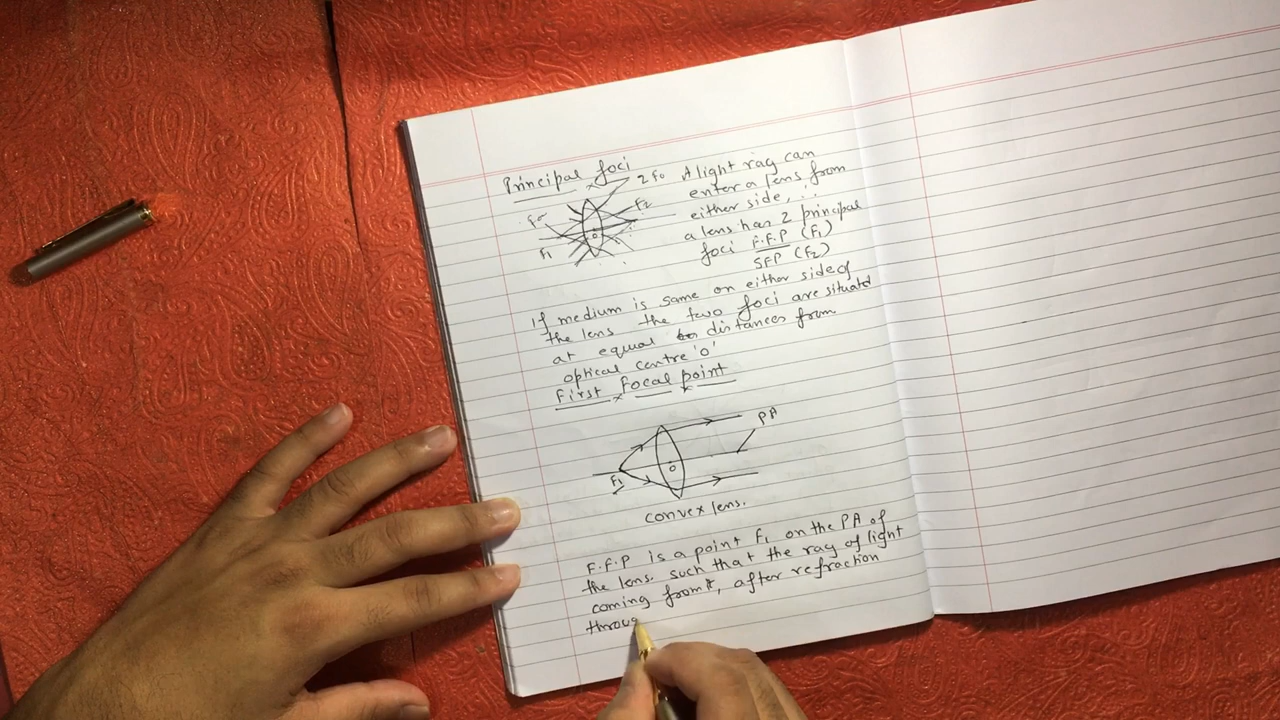 Principal foci
2F0
F2
F1
O
A light ray can
enter a lens from
either side, ∴
a lens has 2 principal
foci F.F.P (F1)
SFP (F2)
If medium is same on either side of
the lens the two foci are situatd
at equal distances from
optical centre 'O'
First Focal point
PA
O
F1
Convex lens.
F.F.P is a point F1 on the PA of
the lens. such that the ray of light
coming from it, after refraction
throug